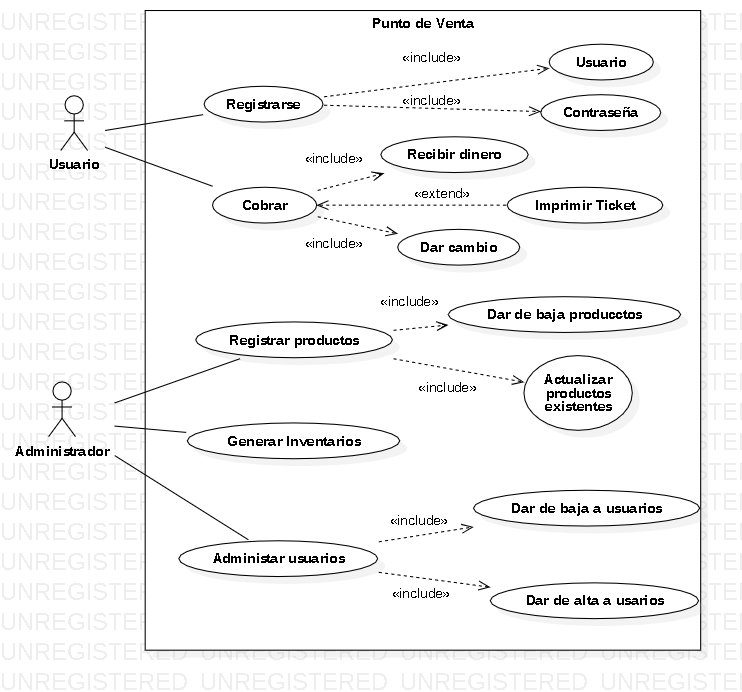 Punto de Venta
«include»
Usuario
Registrarse
«include»
Contraseña
Usuario
«include»
Recibir dinero
Cobrar
«extend»
Imprimir Ticket
«include»
Dar cambio
«include»
Dar de baja producctos
Registrar productos
«include»
Actualizar
productos
existentes
Administrador
Generar Inventarios
«include»
Dar de baja a usuarios
Administar usuarios
«include»
Dar de alta a usarios
UNREGISTERED UNREGISTERED UNREGISTERED UNREGISTERED